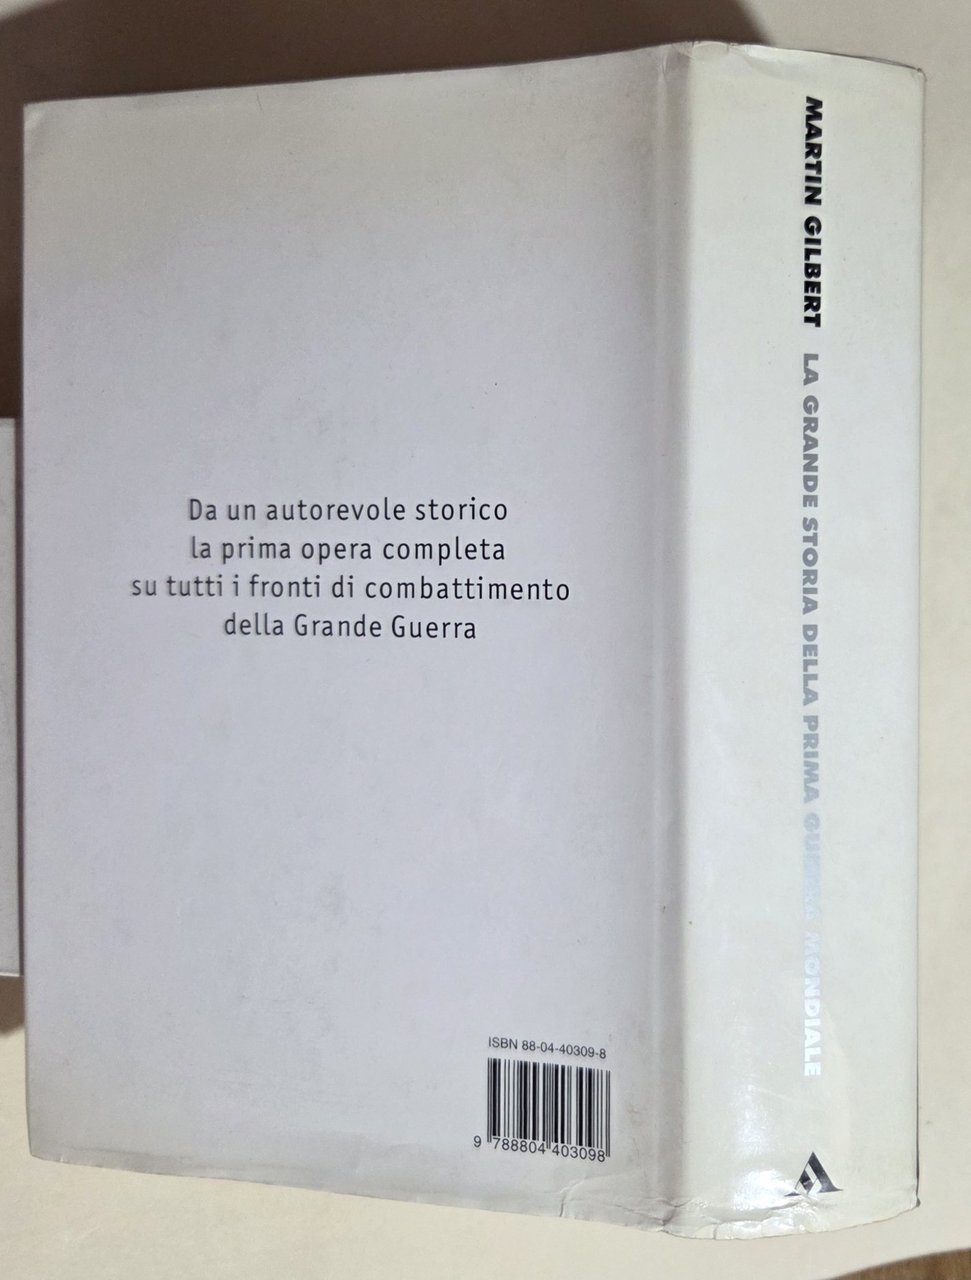 Da un autorevole storico
la prima opera completa
su tutti i fronti di combattimento
della Grande Guerra
ISBN 88-04-40309-8
9 788804 403098
MARTIN GILBERT LA GRANDE STORIA DELLA PRIMA GUERRA MONDIALE